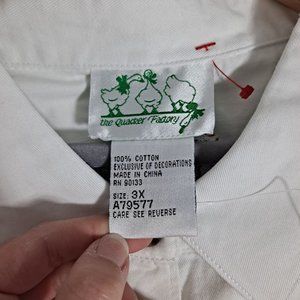 the Quacker Factory
100% COTTON
EXCLUSIVE OF DECORATIONS
MADE IN CHINA
RN 90133
SIZE: 3X
A79577
CARE SEE REVERSE